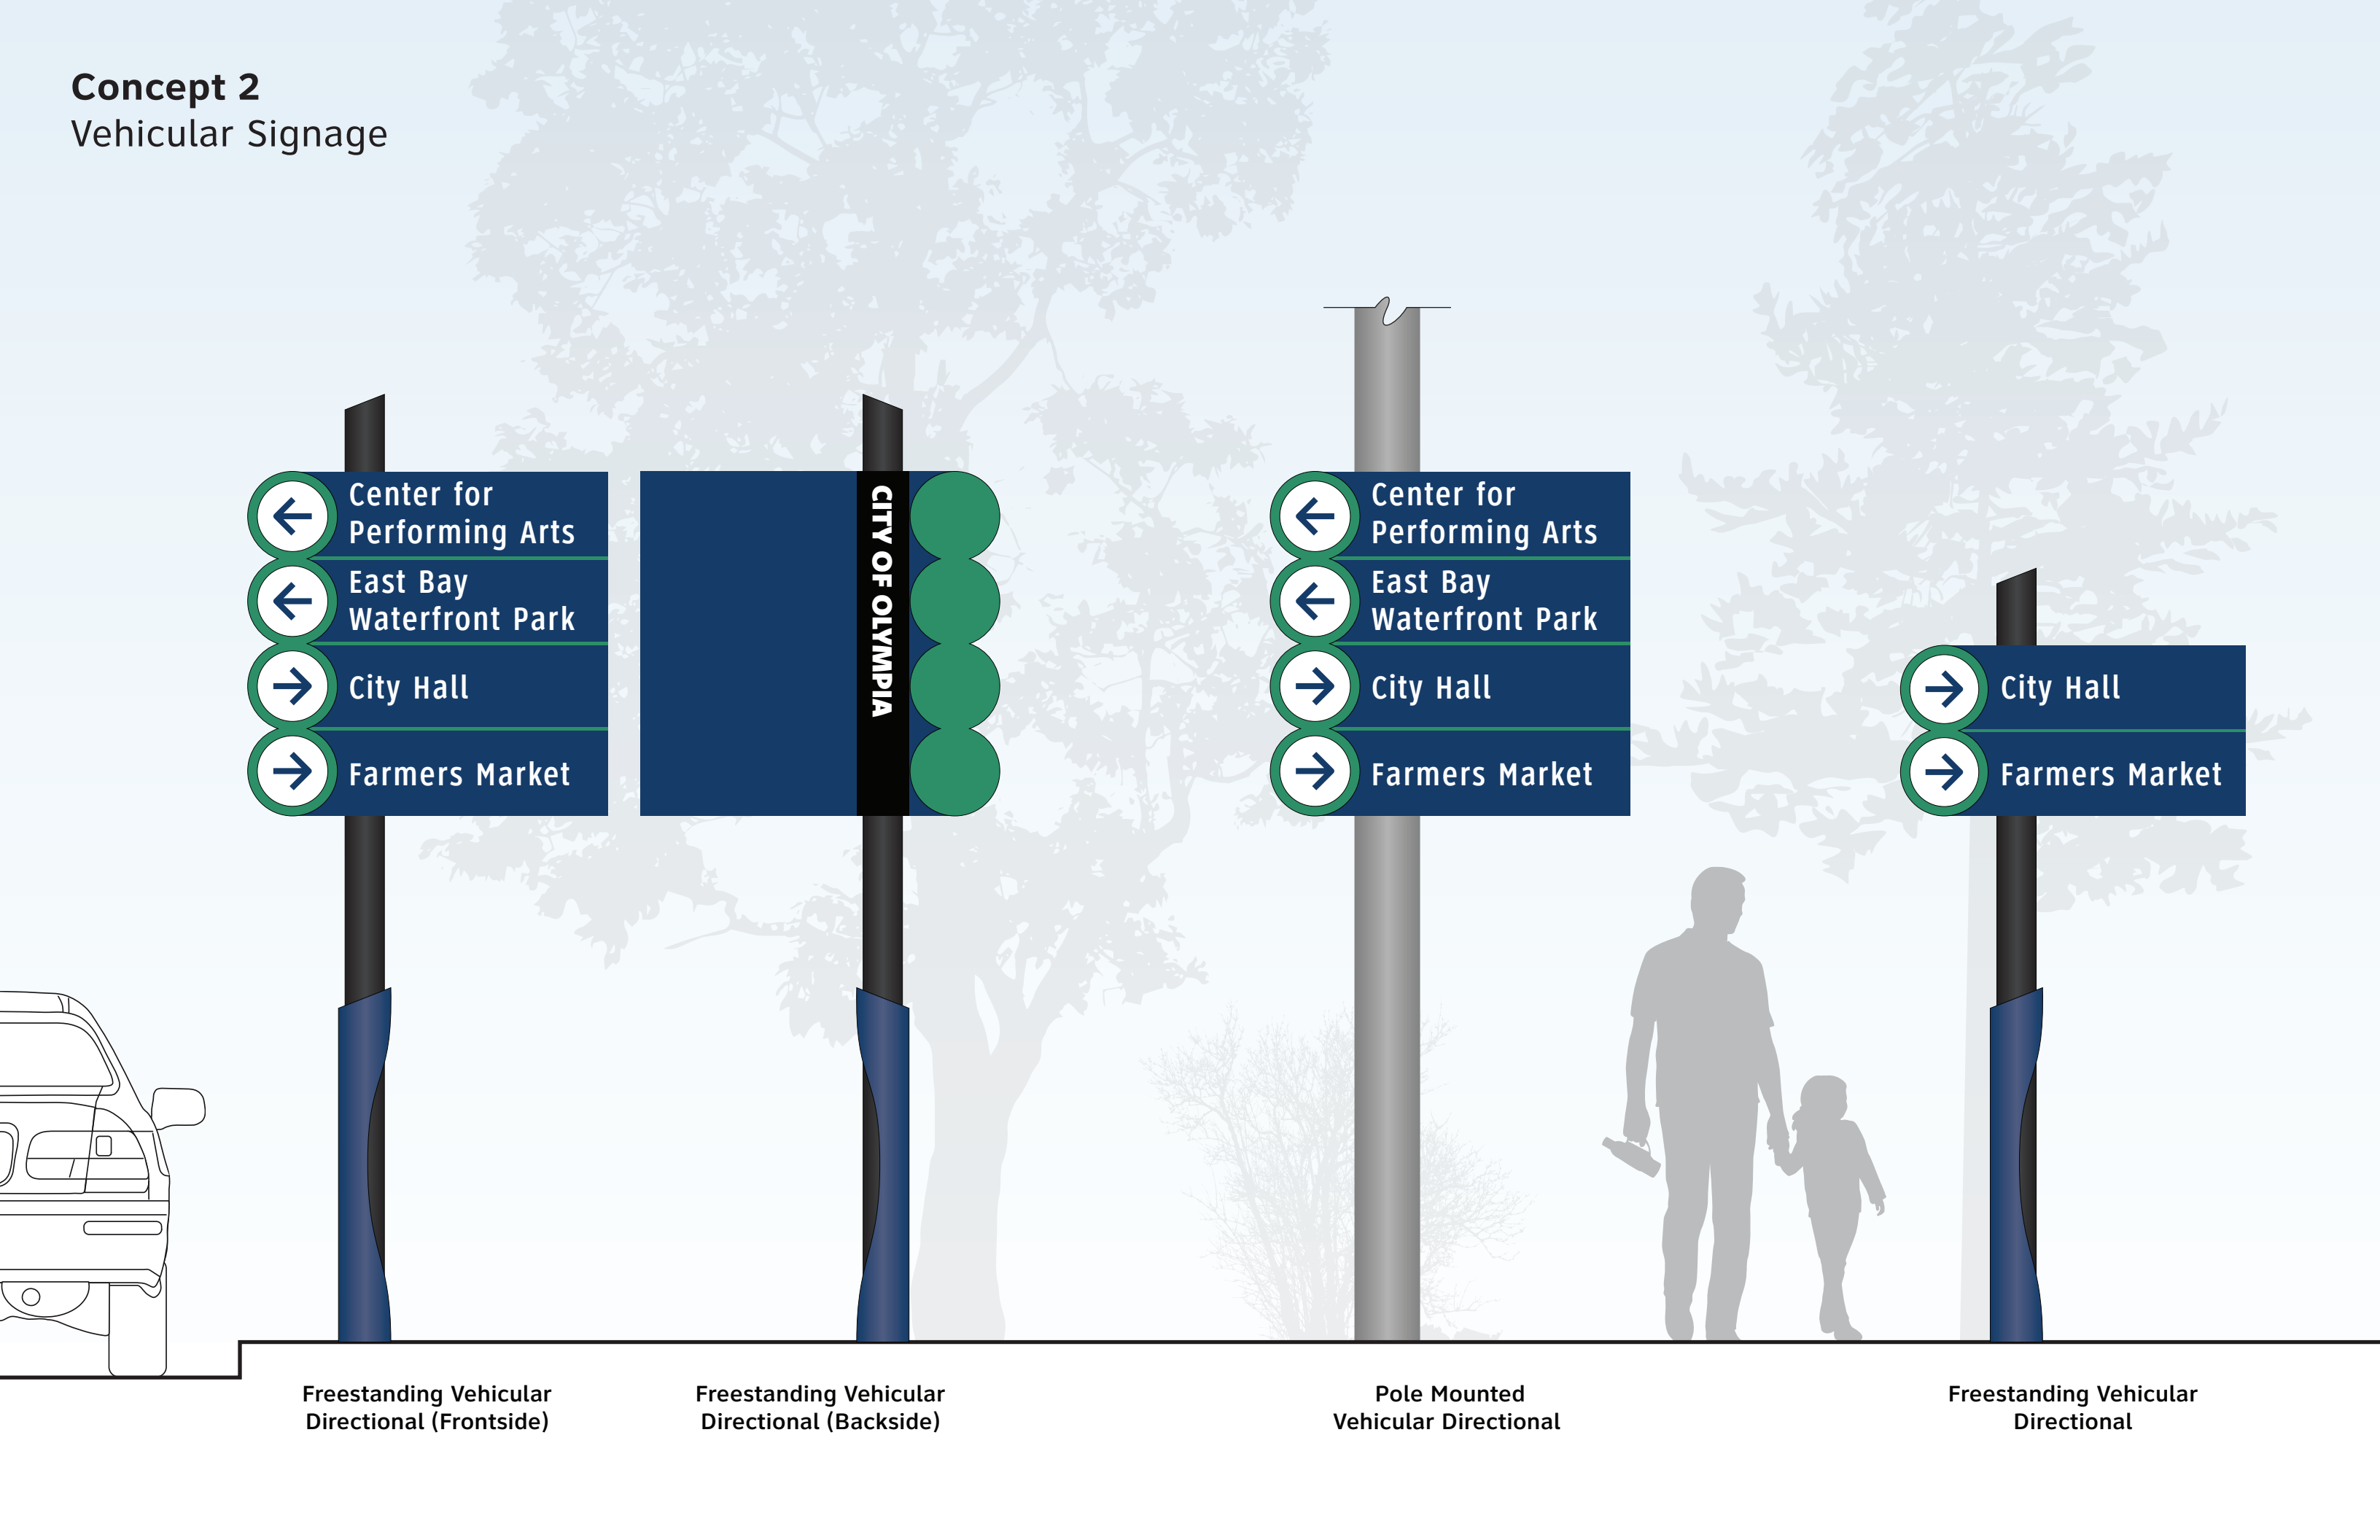 Concept 2
Vehicular Signage
Center for
Performing Arts
East Bay
Waterfront Park
City Hall
Farmers Market
CITY OF OLYMPIA
Center for
Performing Arts
East Bay
Waterfront Park
City Hall
Farmers Market
City Hall
Farmers Market
Freestanding Vehicular
Directional (Frontside)
Freestanding Vehicular
Directional (Backside)
Pole Mounted
Vehicular Directional
Freestanding Vehicular
Directional